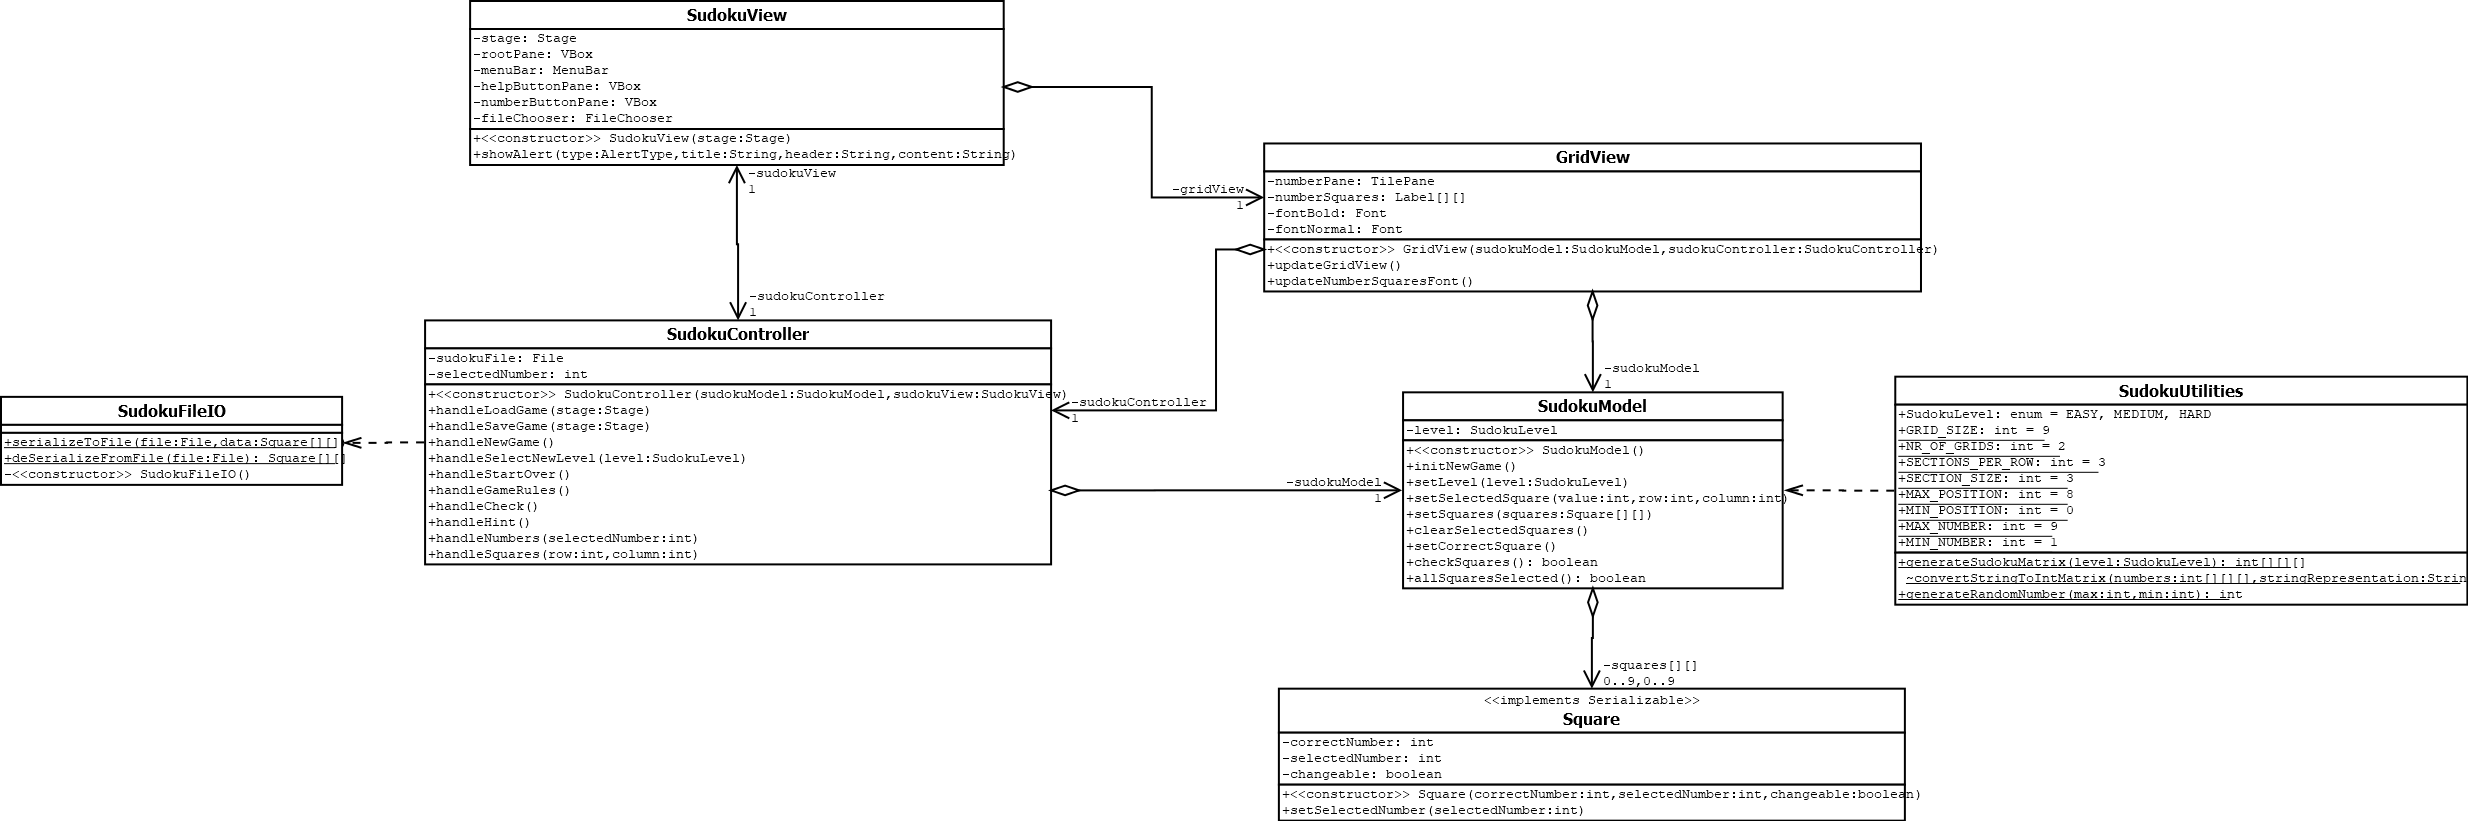 SudokuView
-stage: Stage
-rootPane: VBox
-menuBar: MenuBar
-helpButtonPane: VBox
-numberButtonPane: VBox
-fileChooser: FileChooser
+<<constructor>> SudokuView(stage:Stage)
+showAlert(type:AlertType,title:String,header:String,content:String)
-sudokuView
1
-gridView
1
GridView
-numberPane: TilePane
-numberSquares: Label[][]
-fontBold: Font
-fontNormal: Font
+<<constructor>> GridView(sudokuModel:SudokuModel,sudokuController:SudokuController)
+updateGridView()
+updateNumberSquaresFont()
-sudokuController
1
SudokuController
-sudokuFile: File
-selectedNumber: int
+<<constructor>> SudokuController(sudokuModel:SudokuModel,sudokuView:SudokuView)
+handleLoadGame(stage:Stage)
+handleSaveGame(stage:Stage)
+handleNewGame()
+handleSelectNewLevel(level:SudokuLevel)
+handleStartOver()
+handleGameRules()
+handleCheck()
+handleHint()
+handleNumbers(selectedNumber:int)
+handleSquares(row:int,column:int)
-sudokuController
1
-sudokuModel
1
SudokuFileIO
+serializeToFile(file:File,data:Square[][])
+deSerializeFromFile(file:File): Square[][]
-<<constructor>> SudokuFileIO()
-sudokuModel
1
SudokuModel
-level: SudokuLevel
+<<constructor>> SudokuModel()
+initNewGame()
+setLevel(level:SudokuLevel)
+setSelectedSquare(value:int,row:int,column:int)
+setSquares(squares:Square[][])
+clearSelectedSquares()
+setCorrectSquare()
+checkSquares(): boolean
+allSquaresSelected(): boolean
SudokuUtilities
+SudokuLevel: enum = EASY, MEDIUM, HARD
+GRID_SIZE: int = 9
+NR_OF_GRIDS: int = 2
+SECTIONS_PER_ROW: int = 3
+SECTION_SIZE: int = 3
+MAX_POSITION: int = 8
+MIN_POSITION: int = 0
+MAX_NUMBER: int = 9
+MIN_NUMBER: int = 1
+generateSudokuMatrix(level:SudokuLevel): int[][][]
~convertStringToIntMatrix(numbers:int[][][],stringRepresentation:Strin
+generateRandomNumber(max:int,min:int): int
-squares[][]
0..9,0..9
<<implements Serializable>>
Square
-correctNumber: int
-selectedNumber: int
-changeable: boolean
+<<constructor>> Square(correctNumber:int,selectedNumber:int,changeable:boolean)
+setSelectedNumber(selectedNumber:int)